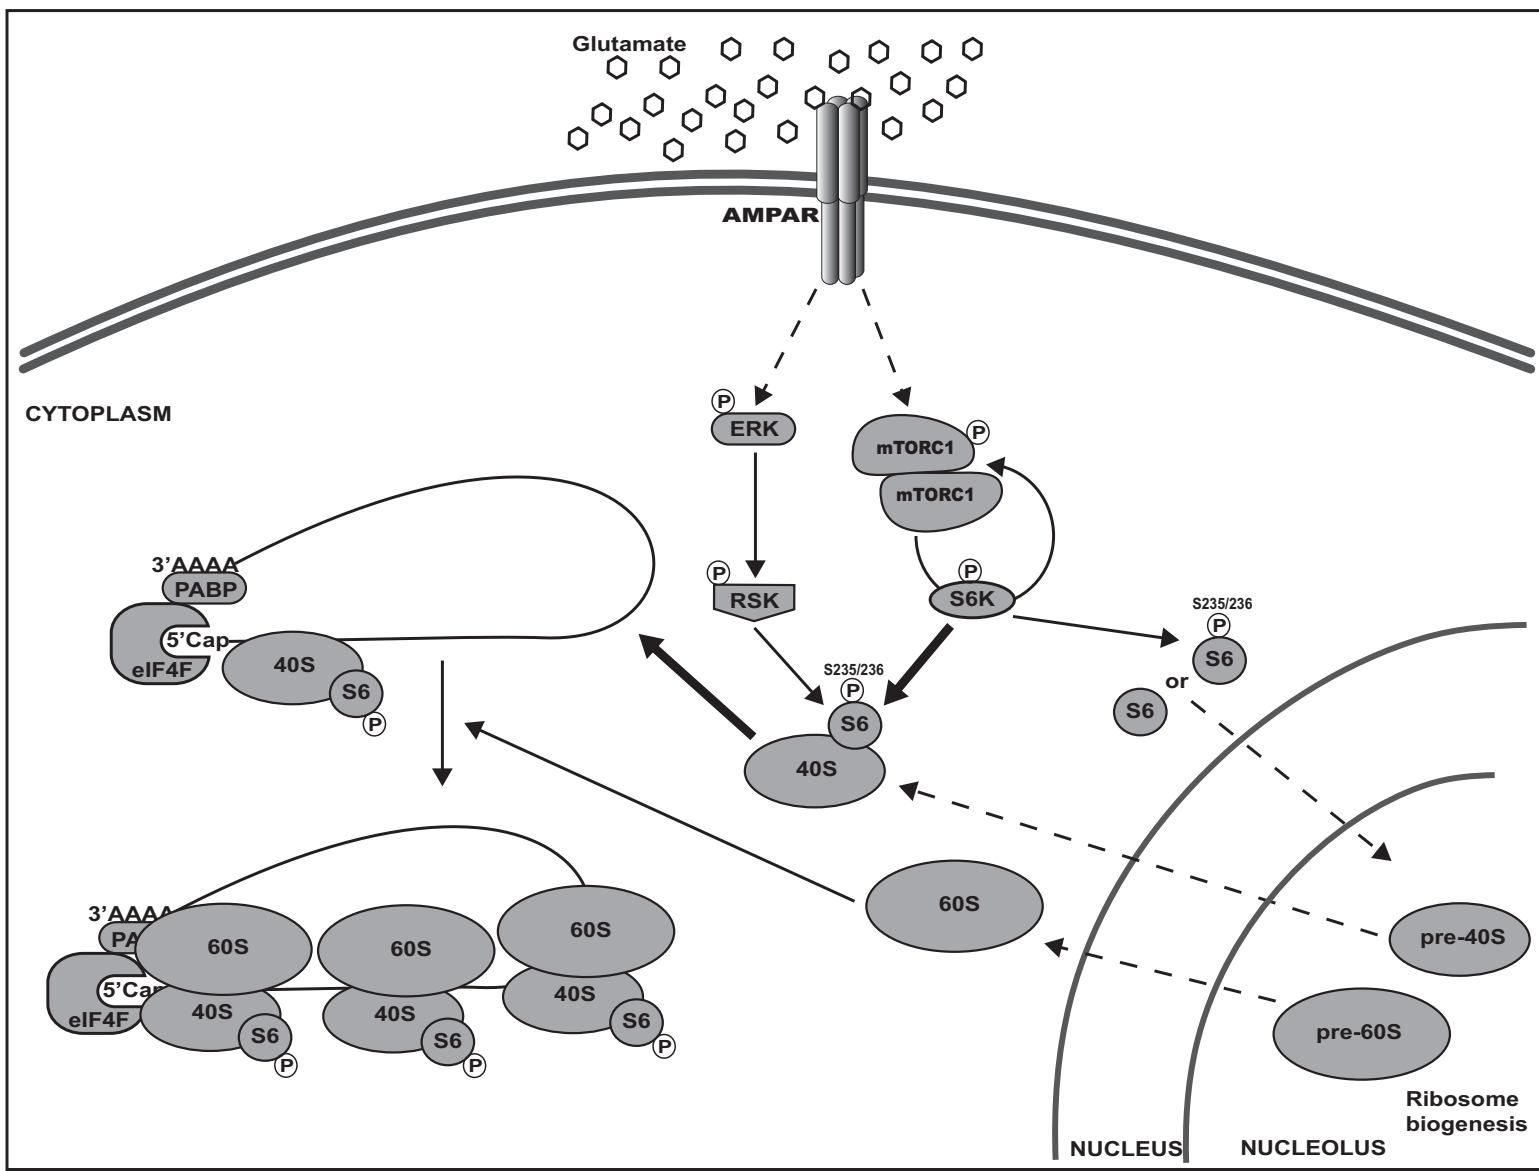 Glutamate
AMPAR
CYTOPLASM
P
ERK
P
mTORC1
mTORC1
3’AAAA
PABP
5’Cap
eIF4F
40S
S6
P
P
RSK
P
S6K
S235/236
P
S6
or
S6
S235/236
P
S6
40S
60S
pre-40S
pre-60S
3’AAAA
PA
5’Cap
eIF4F
60S
60S
60S
40S
40S
40S
S6
S6
S6
P
P
P
Ribosome
biogenesis
NUCLEUS
NUCLEOLUS